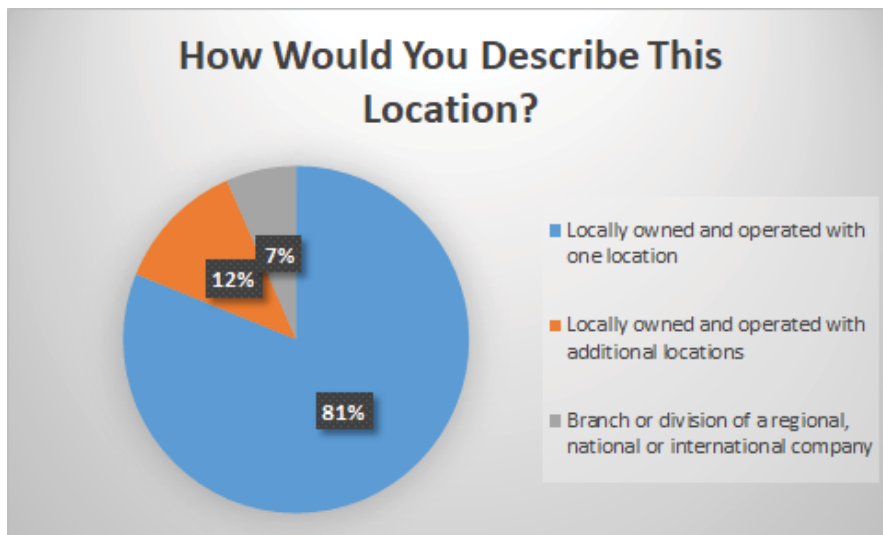 How Would You Describe This
Location?
7%
12%
81%
Locally owned and operated with
one location
Locally owned and operated with
additional locations
Branch or division of a regional,
national or international company